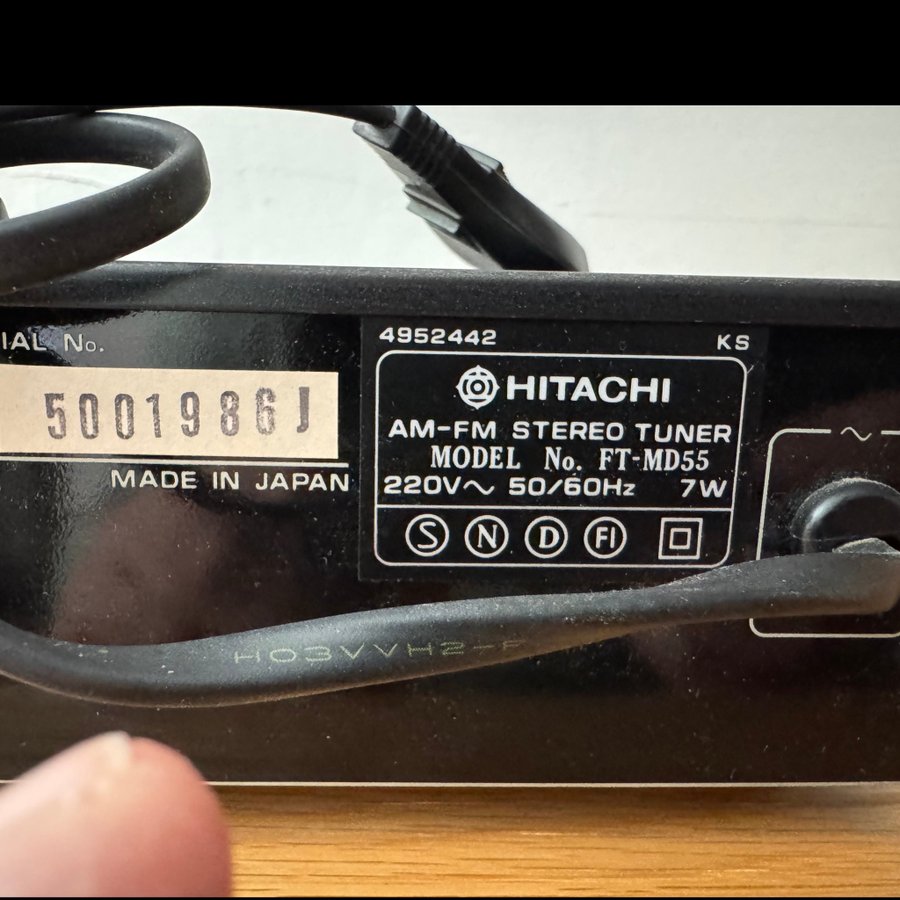 IAL No.
5001986J
MADE IN JAPAN
4952442 KS
HITACHI
AM-FM STEREO TUNER
MODEL No. FT-MD55
220V~ 50/60Hz 7W
S N D FI
~
H03VVH2-F